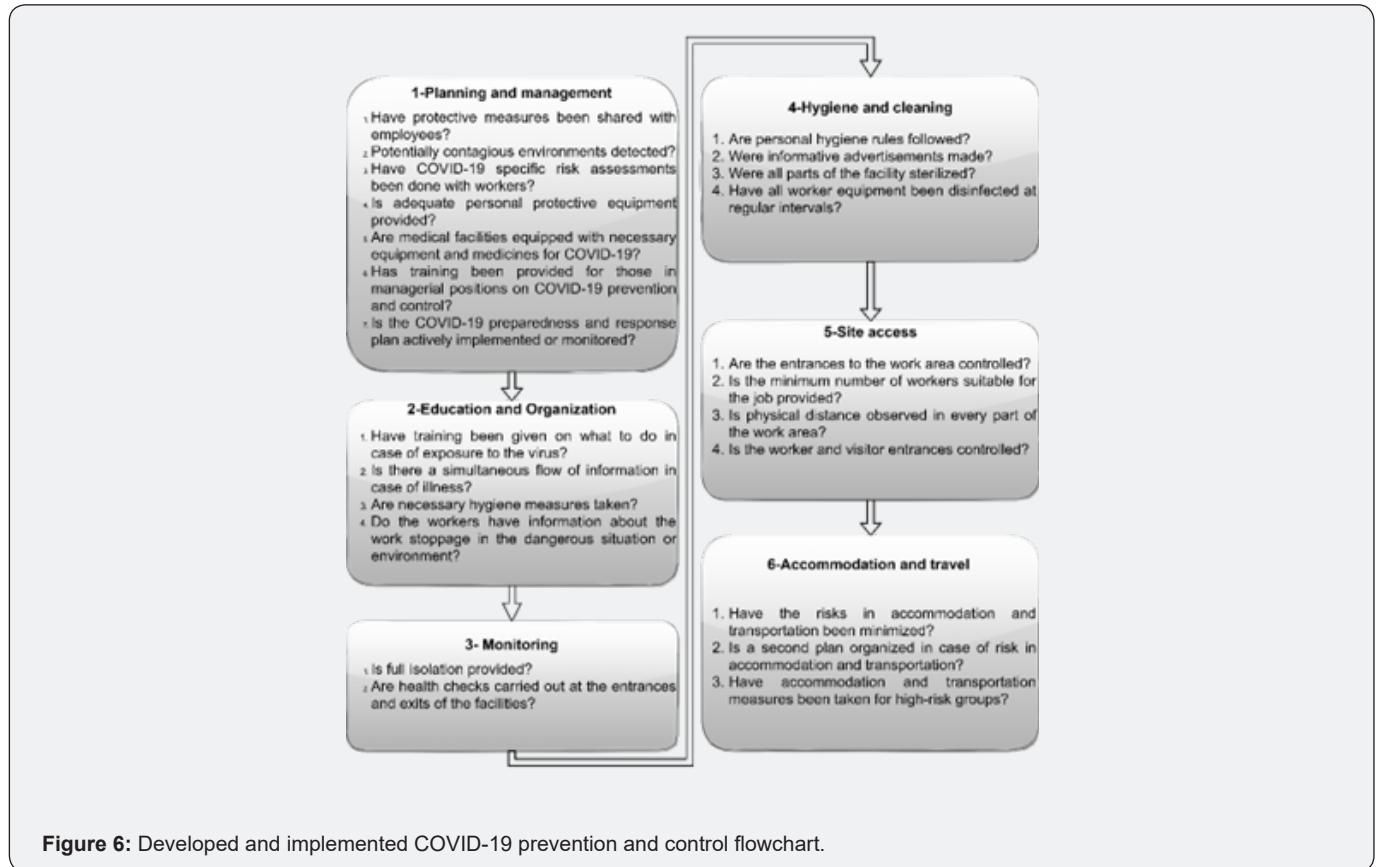 1-Planning and management
1. Have protective measures been shared with
employees?
2. Potentially contagious environments detected?
3. Have COVID-19 specific risk assessments
been done with workers?
4. Is adequate personal protective equipment
provided?
5. Are medical facilities equipped with necessary
equipment and medicines for COVID-19?
6. Has training been provided for those in
managerial positions on COVID-19 prevention
and control?
7. Is the COVID-19 preparedness and response
plan actively implemented or monitored?
2-Education and Organization
1. Have training been given on what to do in
case of exposure to the virus?
2. Is there a simultaneous flow of information in
case of illness?
3. Are necessary hygiene measures taken?
4. Do the workers have information about the
work stoppage in the dangerous situation or
environment?
3- Monitoring
1. Is full isolation provided?
2. Are health checks carried out at the entrances
and exits of the facilities?
4-Hygiene and cleaning
1. Are personal hygiene rules followed?
2. Were informative advertisements made?
3. Were all parts of the facility sterilized?
4. Have all worker equipment been disinfected at
regular intervals?
5-Site access
1. Are the entrances to the work area controlled?
2. Is the minimum number of workers suitable for
the job provided?
3. Is physical distance observed in every part of
the work area?
4. Is the worker and visitor entrances controlled?
6-Accommodation and travel
1. Have the risks in accommodation and
transportation been minimized?
2. Is a second plan organized in case of risk in
accommodation and transportation?
3. Have accommodation and transportation
measures been taken for high-risk groups?
Figure 6: Developed and implemented COVID-19 prevention and control flowchart.